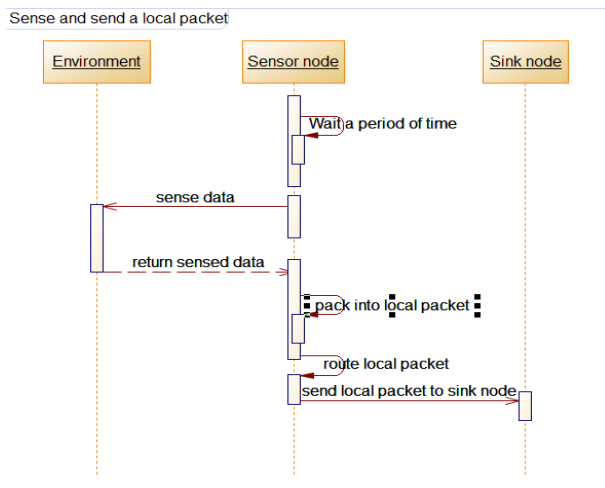 Sense and send a local packet
Environment
Sensor node
Sink node
Wait a period of time
sense data
return sensed data
pack into local packet
route local packet
send local packet to sink node